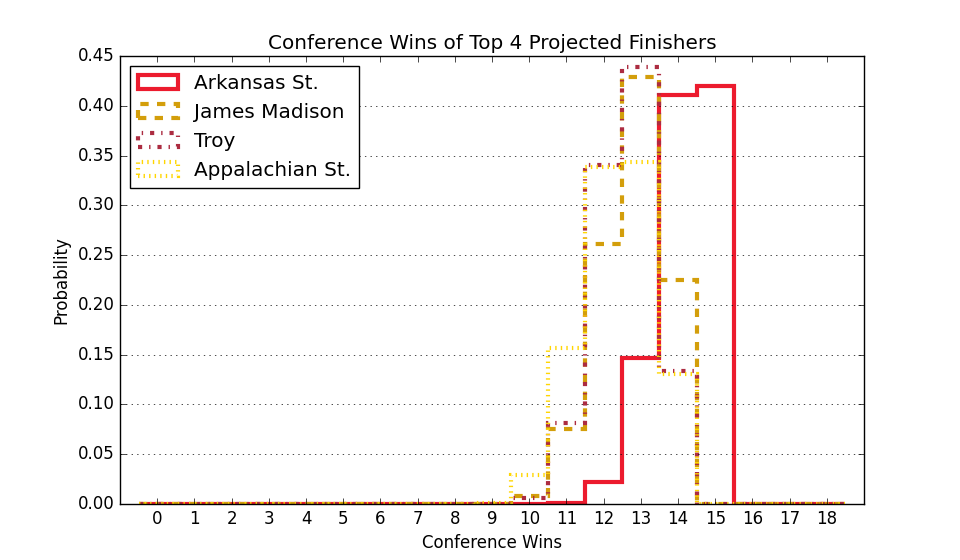 Conference Wins of Top 4 Projected Finishers
0.45
0.40
0.35
0.30
0.25
0.20
0.15
0.10
0.05
0.00
Probability
Arkansas St.
James Madison
Troy
Appalachian St.
0 1 2 3 4 5 6 7 8 9 10 11 12 13 14 15 16 17 18
Conference Wins